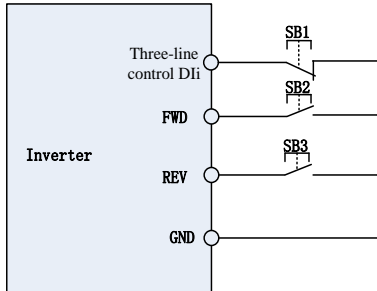 SB1
Three-line
control DIi
SB2
FWD
Inverter
SB3
REV
GND